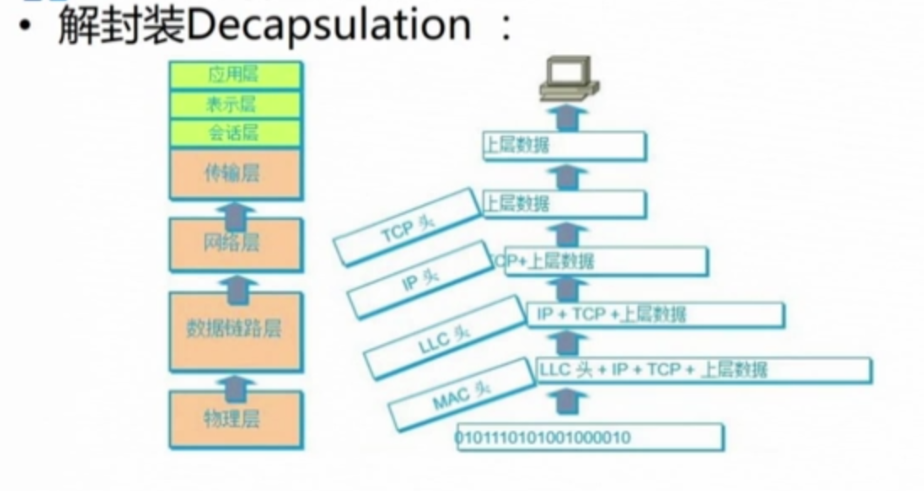 • 解封装Decapsulation ：
应用层
表示层
会话层
传输层
网络层
数据链路层
物理层
上层数据
TCP 头
上层数据
IP 头
TCP+上层数据
LLC 头
IP + TCP +上层数据
MAC 头
LLC 头 + IP + TCP + 上层数据
0101110101001000010